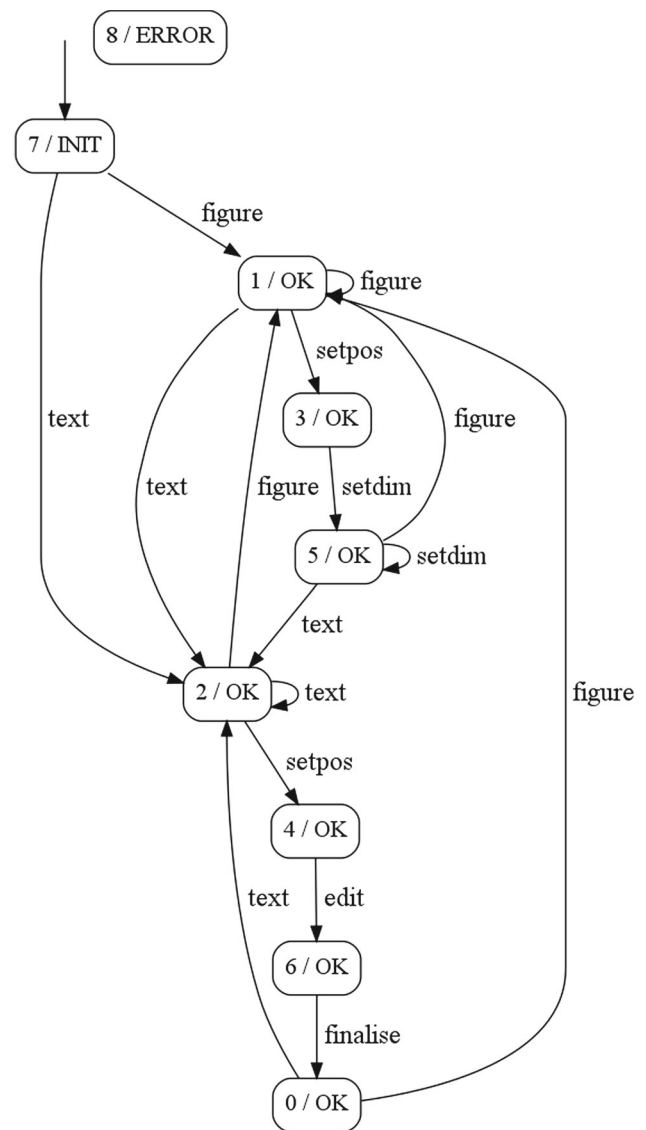 8 / ERROR
7 / INIT
figure
1 / OK
figure
setpos
3 / OK
text
text
figure
setdim
figure
5 / OK
setdim
text
2 / OK
text
figure
setpos
4 / OK
text
edit
6 / OK
finalise
0 / OK